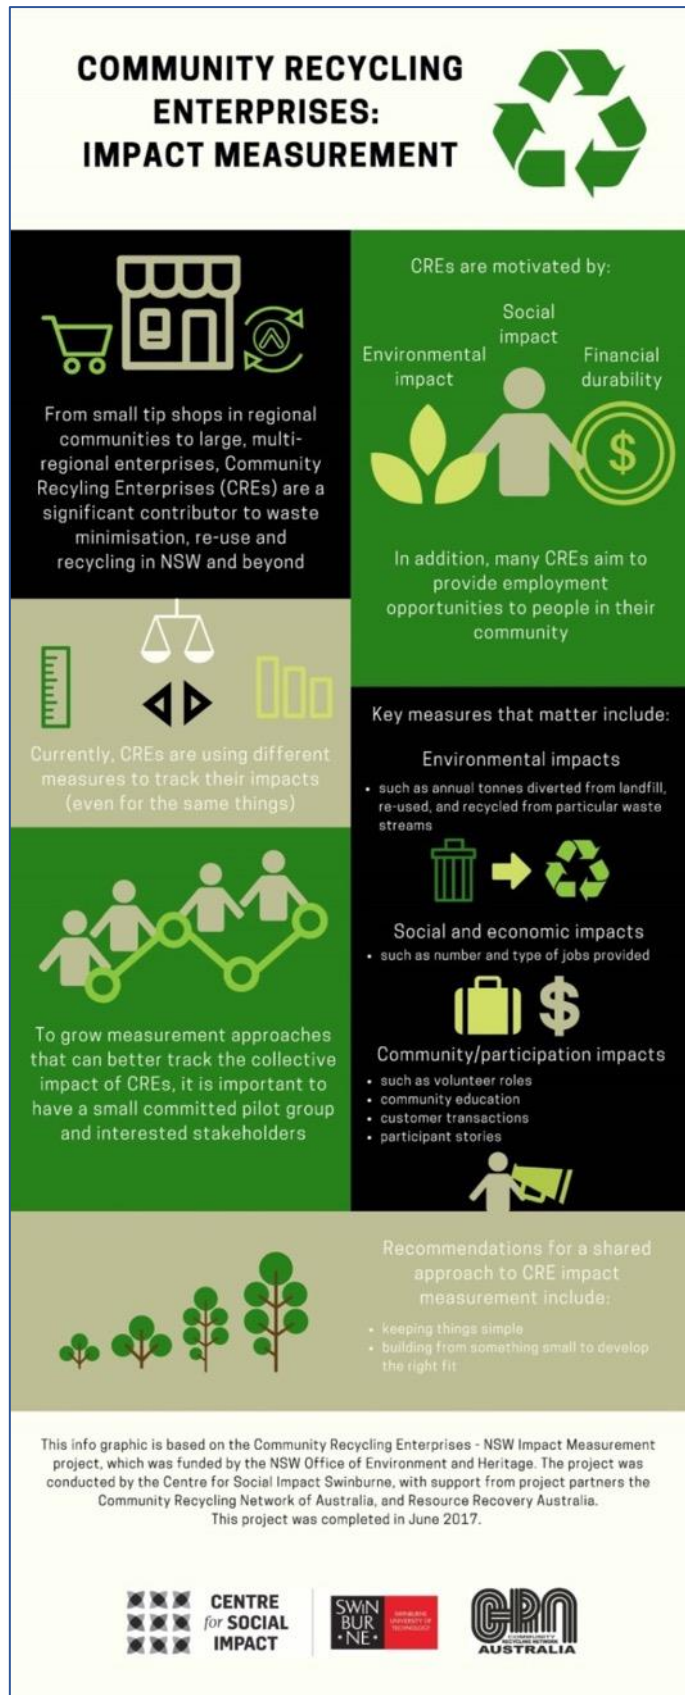 COMMUNITY RECYCLING
ENTERPRISES:
IMPACT MEASUREMENT
From small tip shops in regional
communities to large, multi-
regional enterprises, Community
Recyling Enterprises (CREs) are a
significant contributor to waste
minimisation, re-use and
recycling in NSW and beyond
CREs are motivated by:
Social
impact
Environmental
impact
Financial
durability
$
In addition, many CREs aim to
provide employment
opportunities to people in their
community
Currently, CREs are using different
measures to track their impacts
(even for the same things)
Key measures that matter include:
Environmental impacts
• such as annual tonnes diverted from landfill,
re-used, and recycled from particular waste
streams
Social and economic impacts
• such as number and type of jobs provided
$
Community/participation impacts
• such as volunteer roles
• community education
• customer transactions
• participant stories
To grow measurement approaches
that can better track the collective
impact of CREs, it is important to
have a small committed pilot group
and interested stakeholders
Recommendations for a shared
approach to CRE impact
measurement include:
• keeping things simple
• building from something small to develop
the right fit
This info graphic is based on the Community Recycling Enterprises - NSW Impact Measurement
project, which was funded by the NSW Office of Environment and Heritage. The project was
conducted by the Centre for Social Impact Swinburne, with support from project partners the
Community Recycling Network of Australia, and Resource Recovery Australia.
This project was completed in June 2017.
CENTRE
for SOCIAL
IMPACT
SWIN
BUR
• NE •
SWINBURNE
UNIVERSITY OF
TECHNOLOGY
CRN
COMMUNITY
RECYCLING NETWORK
AUSTRALIA